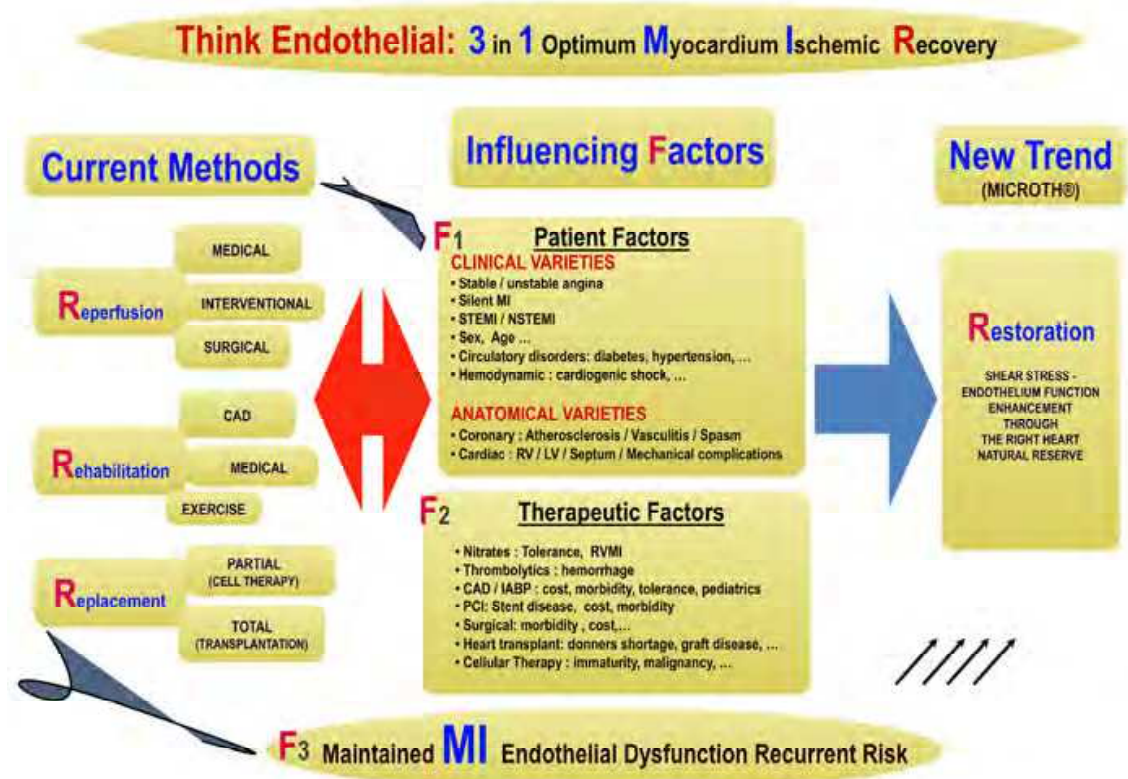 Think Endothelial: 3 in 1 Optimum Myocardium Ischemic Recovery
Current Methods
Reperfusion
MEDICAL
INTERVENTIONAL
SURGICAL
Rehabilitation
CAD
MEDICAL
EXERCISE
Replacement
PARTIAL
(CELL THERAPY)
TOTAL
(TRANSPLANTATION)
Influencing Factors
F1 Patient Factors
CLINICAL VARIETIES
• Stable / unstable angina
• Silent MI
• STEMI / NSTEMI
• Sex, Age ...
• Circulatory disorders: diabetes, hypertension, ...
• Hemodynamic : cardiogenic shock, ...
ANATOMICAL VARIETIES
• Coronary : Atherosclerosis / Vasculitis / Spasm
• Cardiac : RV / LV / Septum / Mechanical complications
F2 Therapeutic Factors
• Nitrates : Tolerance, RVMI
• Thrombolytics : hemorrhage
• CAD / IABP : cost, morbidity, tolerance, pediatrics
• PCI: Stent disease, cost, morbidity
• Surgical: morbidity , cost,...
• Heart transplant: donners shortage, graft disease, ...
• Cellular Therapy : immaturity, malignancy, ...
New Trend
(MICROTH®)
Restoration
SHEAR STRESS -
ENDOTHELIUM FUNCTION
ENHANCEMENT
THROUGH
THE RIGHT HEART
NATURAL RESERVE
F3 Maintained MI Endothelial Dysfunction Recurrent Risk